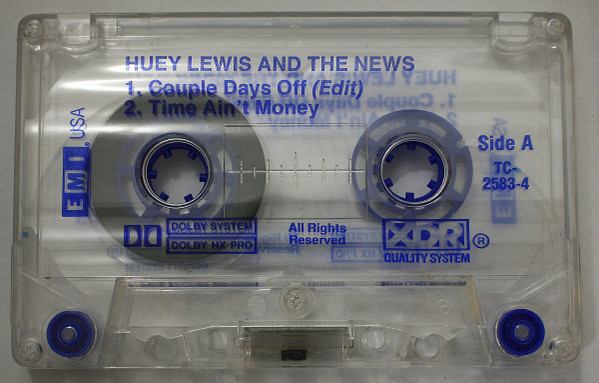 HUEY LEWIS AND THE NEWS
1. Couple Days Off (Edit)
2. Time Ain't Money
EMI, USA
Side A
TC-
2583-4
DOLBY SYSTEM
DOLBY HX PRO
All Rights
Reserved
XDR®
QUALITY SYSTEM